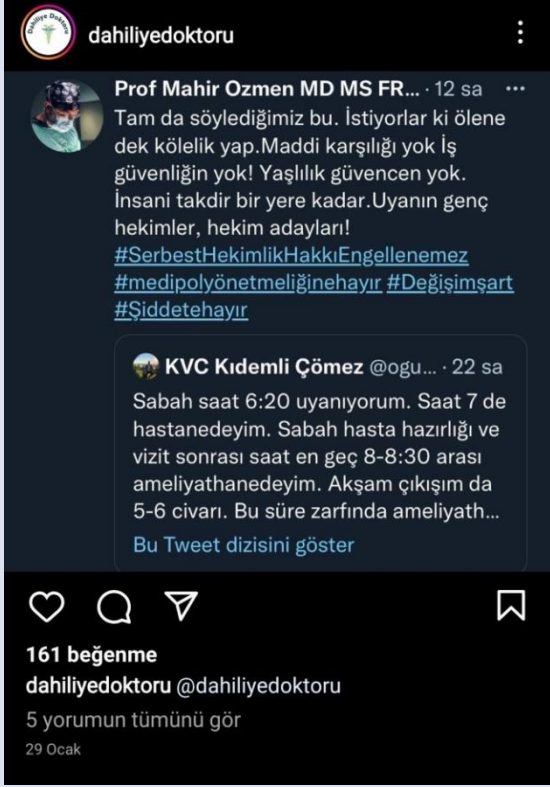 Dahiliye Doktoru
dahiliyedoktoru
Prof Mahir Ozmen MD MS FR... · 12 sa
Tam da söylediğimiz bu. İstiyorlar ki ölene
dek kölelik yap.Maddi karşılığı yok İş
güvenliğin yok! Yaşlılık güvencen yok.
İnsani takdir bir yere kadar.Uyanın genç
hekimler, hekim adayları!
#SerbestHekimlikHakkıEngellenemez
#medipolyönetmeliğinehayır #Değişimşart
#Şiddetehayır
KVC Kıdemli Çömez @ogu... · 22 sa
Sabah saat 6:20 uyanıyorum. Saat 7 de
hastanedeyim. Sabah hasta hazırlığı ve
vizit sonrası saat en geç 8-8:30 arası
ameliyathanedeyim. Akşam çıkışım da
5-6 civarı. Bu süre zarfında ameliyath...
Bu Tweet dizisini göster
161 beğenme
dahiliyedoktoru @dahiliyedoktoru
5 yorumun tümünü gör
29 Ocak